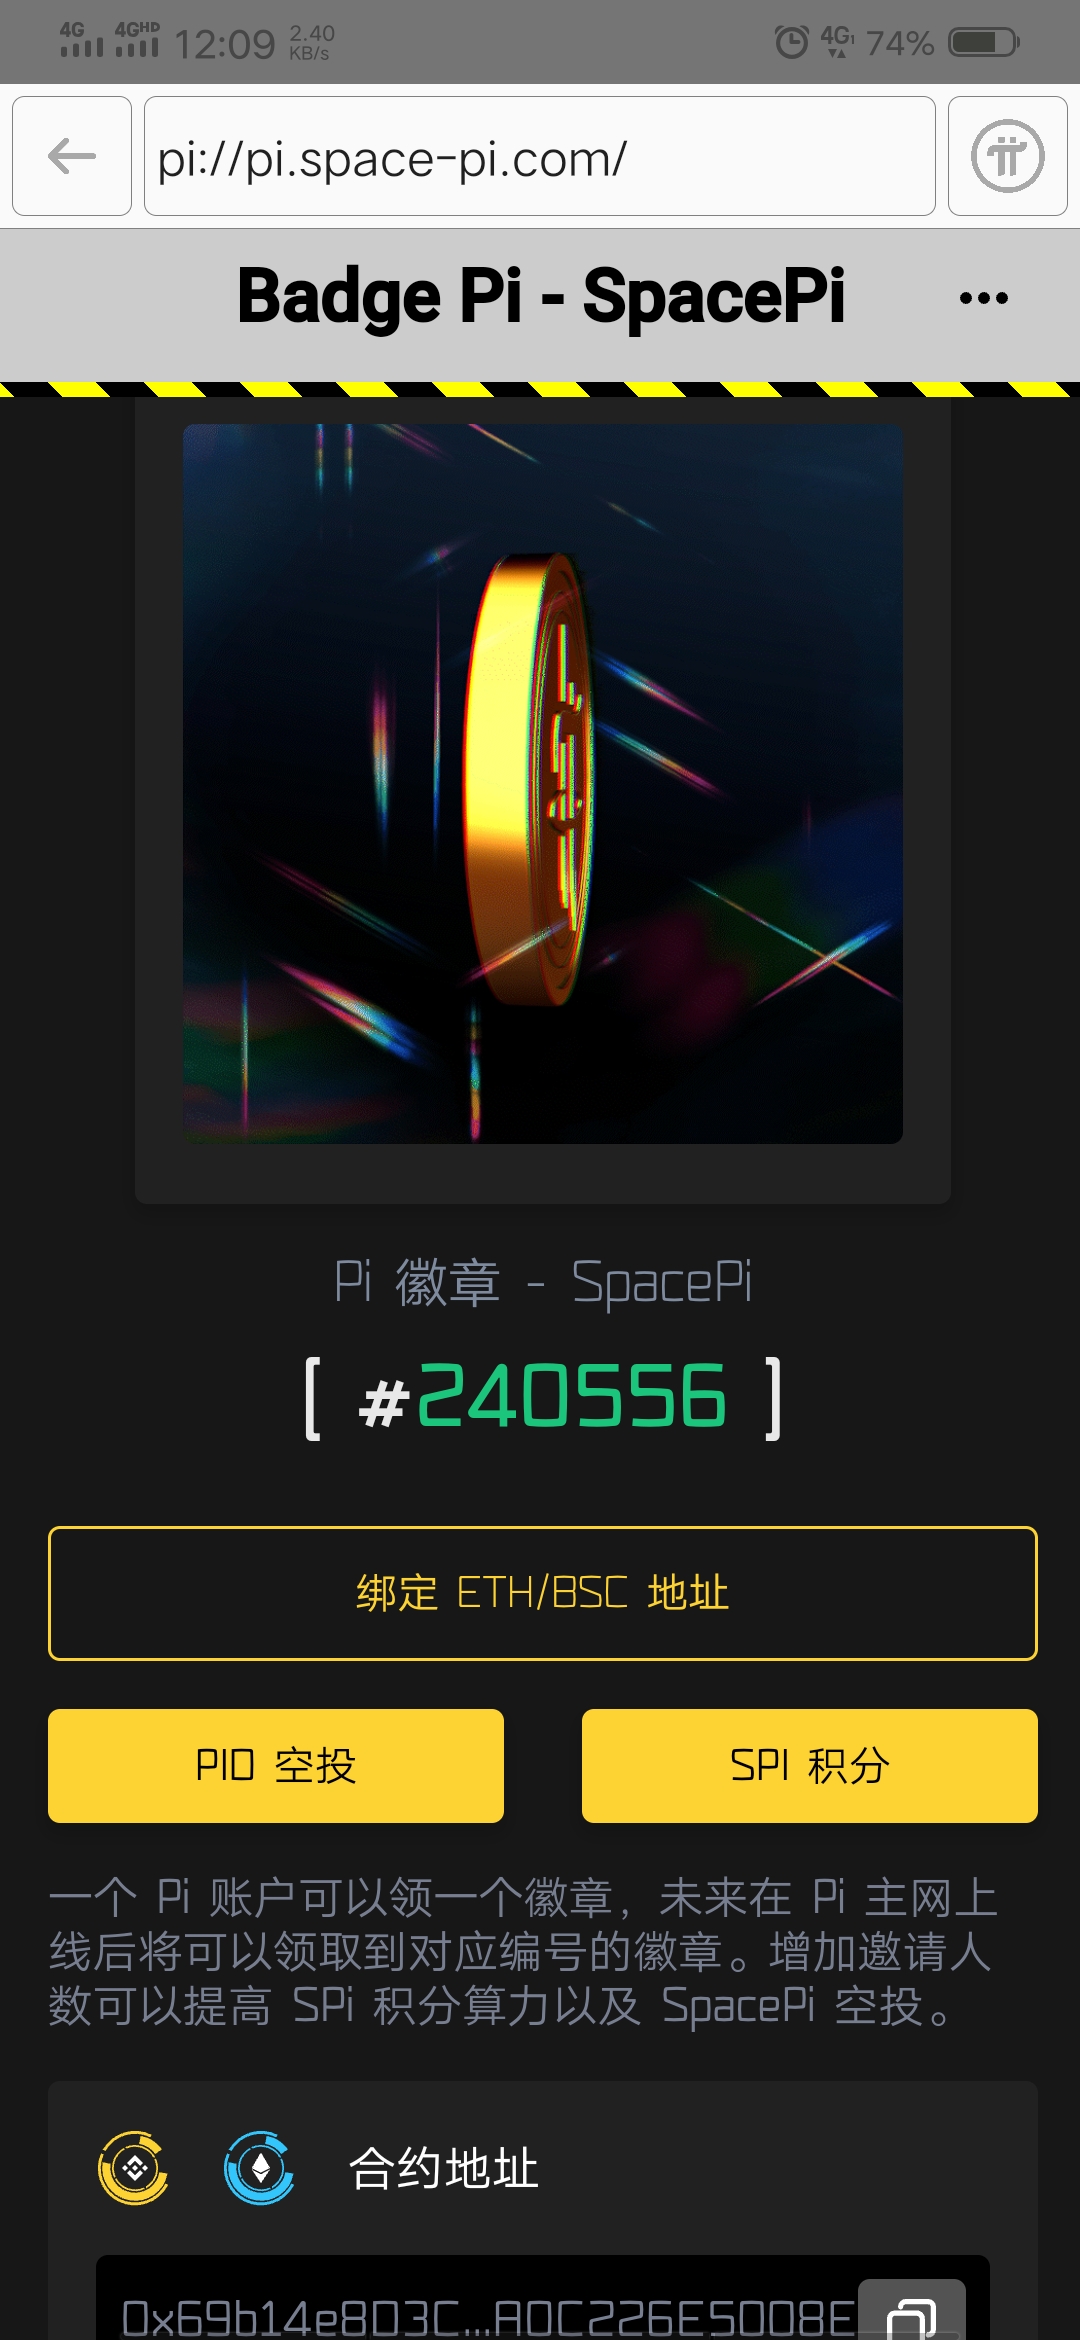 4G 4GHD 12:09 2.40 KB/s 4G 74%
pi://pi.space-pi.com/
Badge Pi - SpacePi
Pi 徽章 - SpacePi
[ #240556 ]
绑定 ETH/BSC 地址
PIO 空投
SPI 积分
一个 Pi 账户可以领一个徽章，未来在 Pi 主网上
线后将可以领取到对应编号的徽章。增加邀请人
数可以提高 SPi 积分算力以及 SpacePi 空投。
合约地址
0x69b14e8D3C...A0C226E5008E